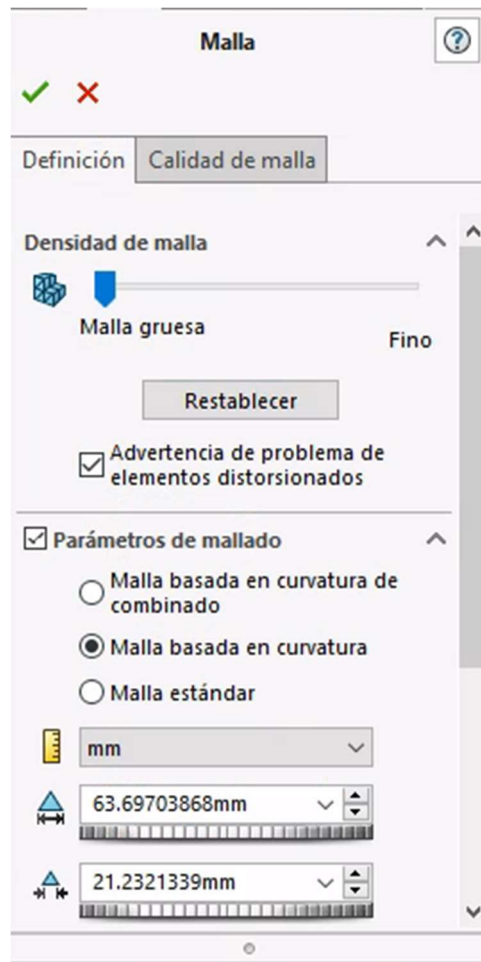 Malla
?
Definición
Calidad de malla
Densidad de malla
Malla gruesa
Fino
Restablecer
Advertencia de problema de
elementos distorsionados
Parámetros de mallado
Malla basada en curvatura de
combinado
Malla basada en curvatura
Malla estándar
mm
63.69703868mm
21.2321339mm